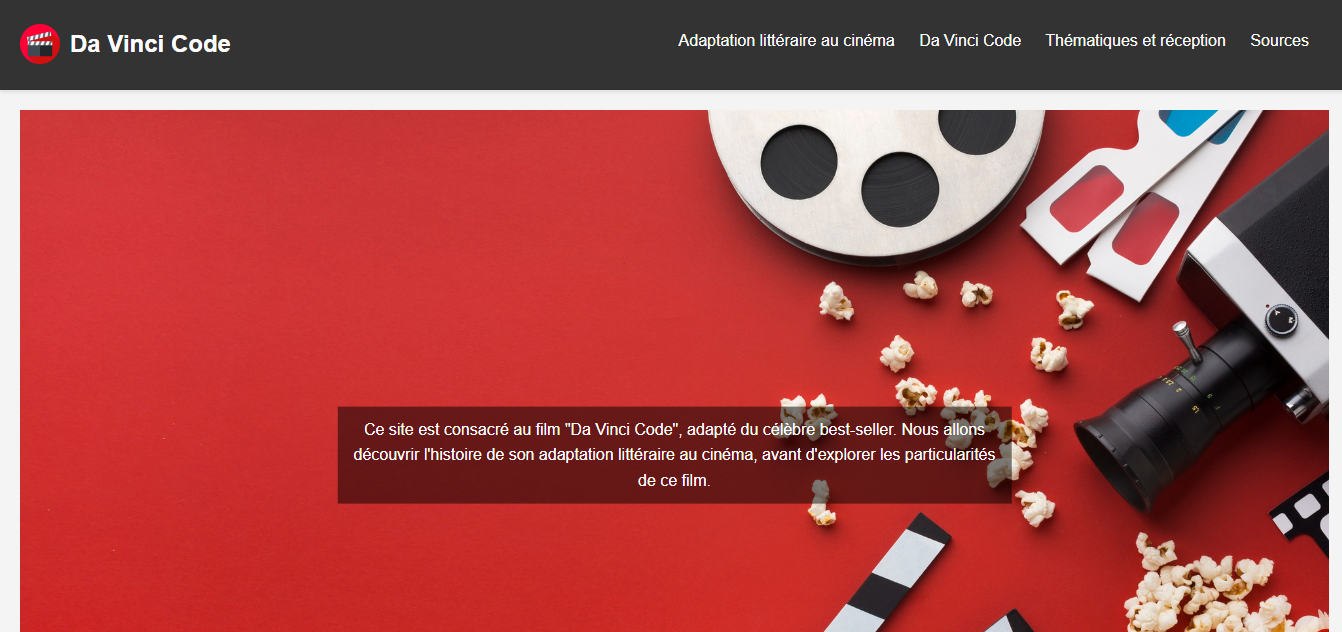 Da Vinci Code
Adaptation littéraire au cinéma
Da Vinci Code
Thématiques et réception
Sources
Ce site est consacré au film "Da Vinci Code", adapté du célèbre best-seller. Nous allons
découvrir l'histoire de son adaptation littéraire au cinéma, avant d'explorer les particularités
de ce film.